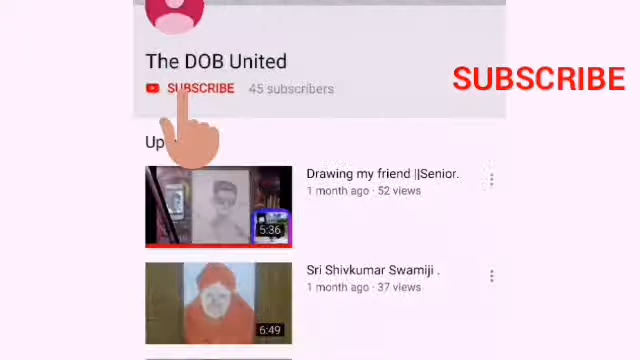 The DOB United
SUBSCRIBE 45 subscribers
SUBSCRIBE
Up
Drawing my friend ||Senior.
1 month ago · 52 views
5:36
Sri Shivkumar Swamiji .
1 month ago · 37 views
6:49